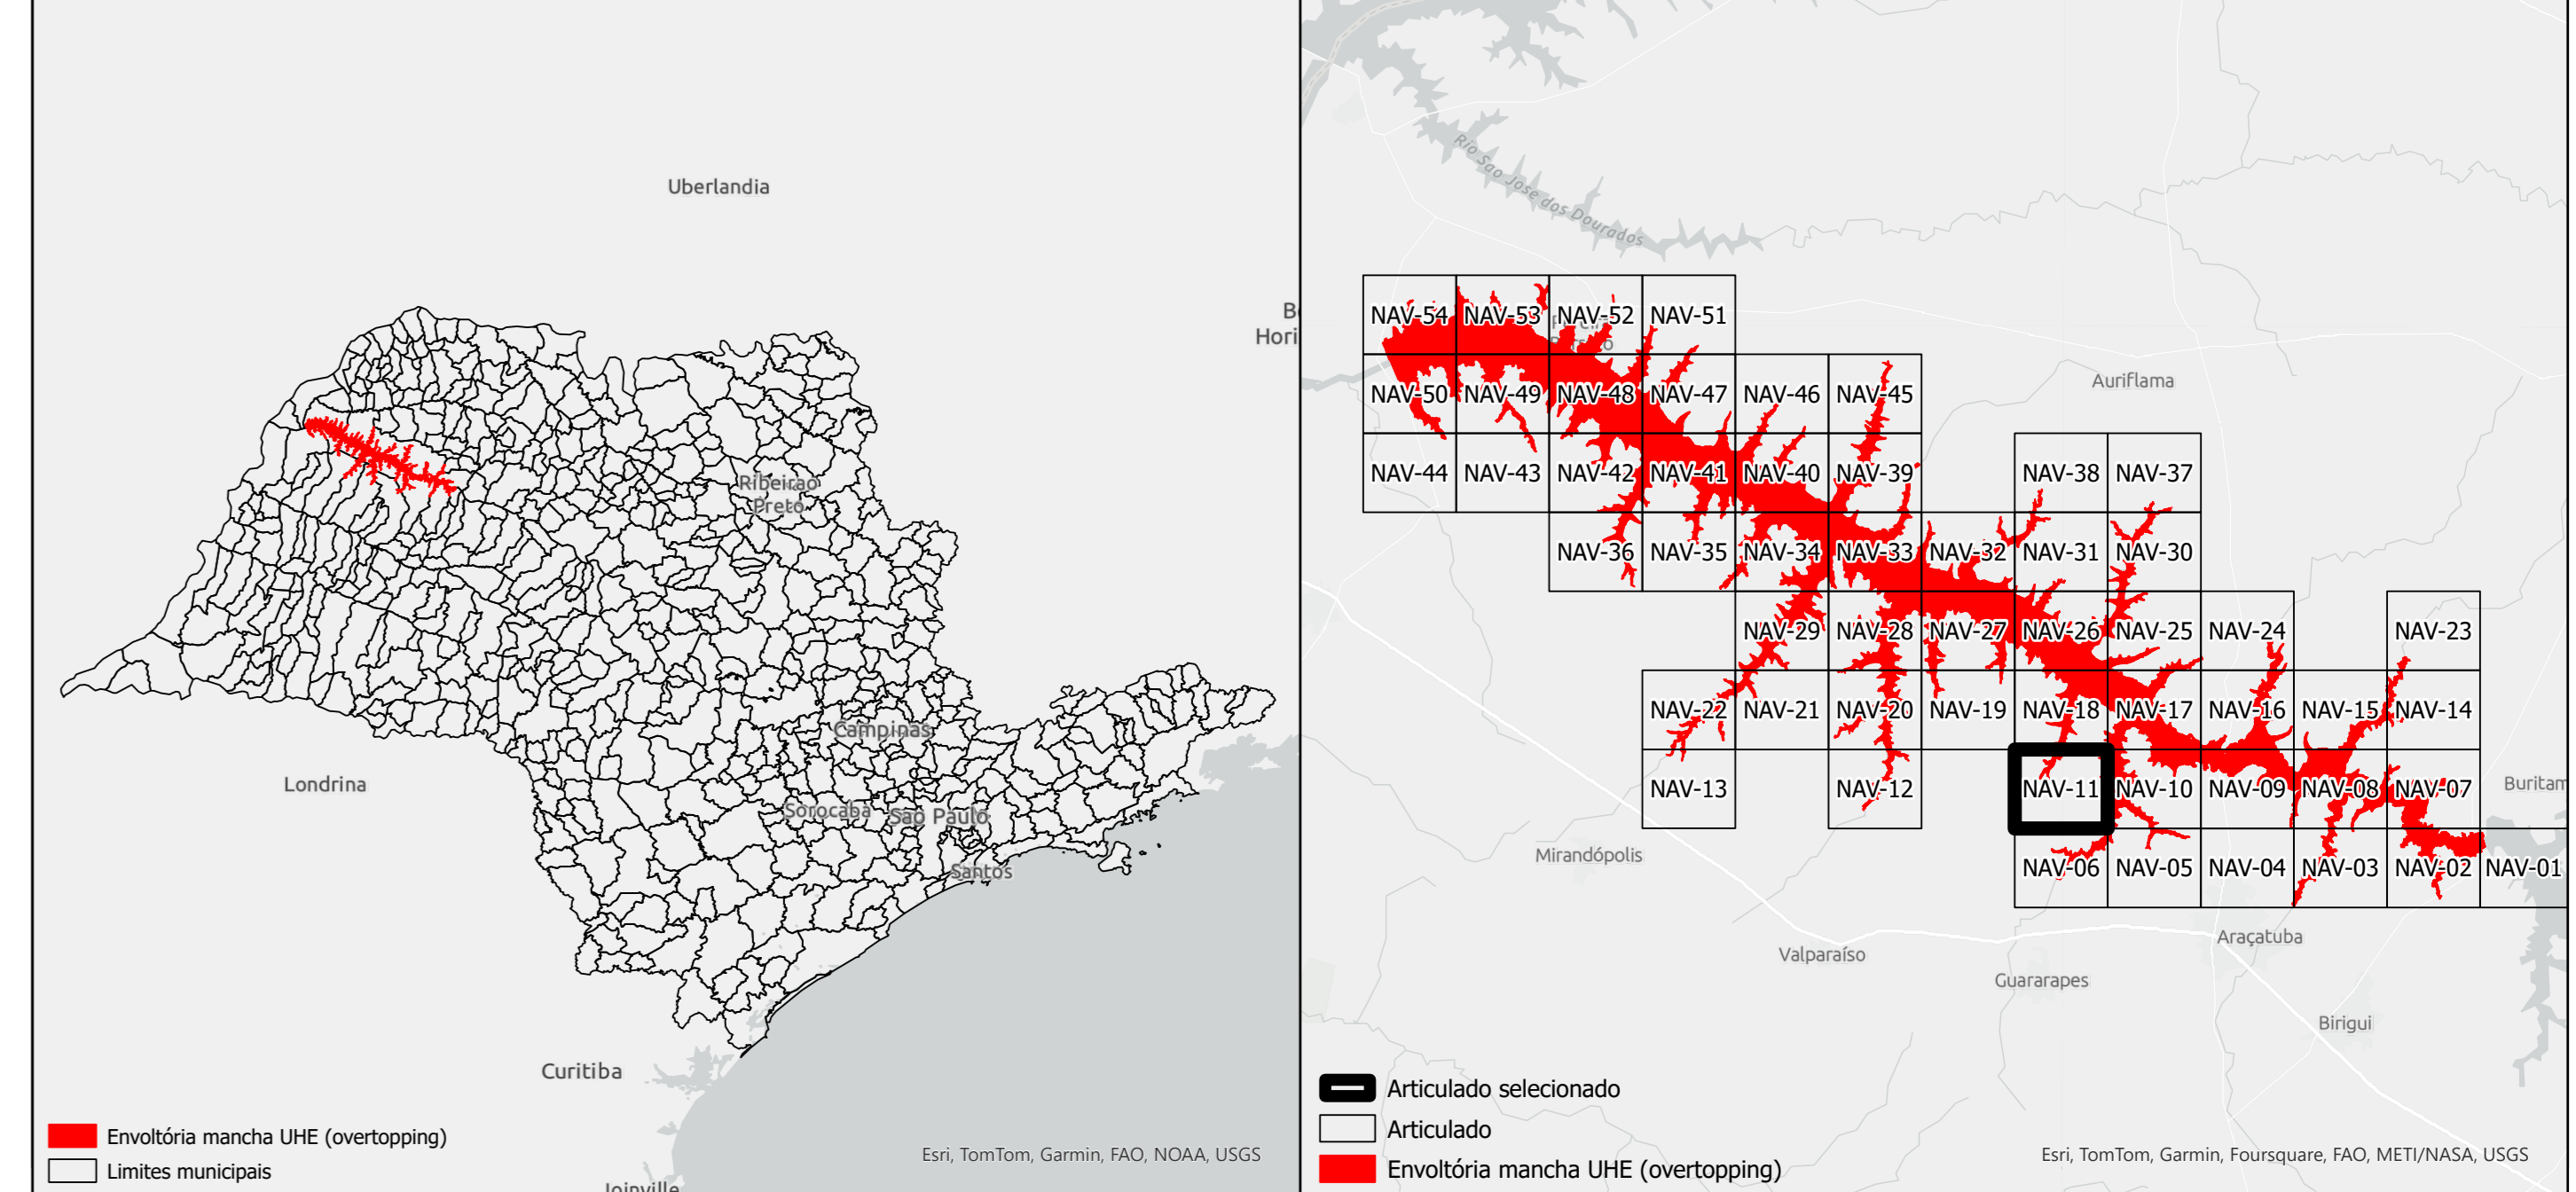 Uberlandia
Ribeirao
Preto
Campinas
Londrina
Sorocaba
Sao Paulo
Santos
Curitiba
Envoltória mancha UHE (overtopping)
Limites municipais
Esri, TomTom, Garmin, FAO, NOAA, USGS
Rio Sao Jose dos Dourados
NAV-54 NAV-53 NAV-52 NAV-51
Auriflama
NAV-50 NAV-49 NAV-48 NAV-47 NAV-46 NAV-45
NAV-44 NAV-43 NAV-42 NAV-41 NAV-40 NAV-39 NAV-38 NAV-37
NAV-36 NAV-35 NAV-34 NAV-33 NAV-32 NAV-31 NAV-30
NAV-29 NAV-28 NAV-27 NAV-26 NAV-25 NAV-24 NAV-23
NAV-22 NAV-21 NAV-20 NAV-19 NAV-18 NAV-17 NAV-16 NAV-15 NAV-14
NAV-13 NAV-12 NAV-11 NAV-10 NAV-09 NAV-08 NAV-07
Buritam
Mirandópolis
NAV-06 NAV-05 NAV-04 NAV-03 NAV-02 NAV-01
Araçatuba
Valparaíso
Guararapes
Birigui
Articulado selecionado
Articulado
Envoltória mancha UHE (overtopping)
Esri, TomTom, Garmin, Foursquare, FAO, METI/NASA, USGS